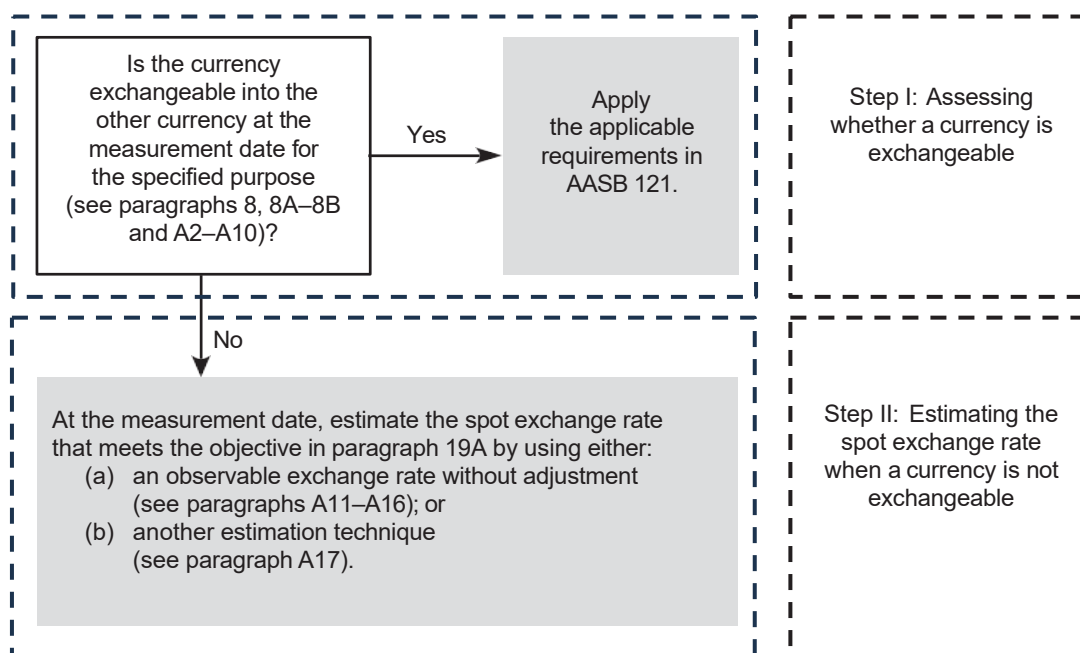 Is the currency
exchangeable into the
other currency at the
measurement date for
the specified purpose
(see paragraphs 8, 8A–8B
and A2–A10)?
Yes
Apply
the applicable
requirements in
AASB 121.
Step I: Assessing
whether a currency is
exchangeable
No
At the measurement date, estimate the spot exchange rate
that meets the objective in paragraph 19A by using either:
(a) an observable exchange rate without adjustment
(see paragraphs A11–A16); or
(b) another estimation technique
(see paragraph A17).
Step II: Estimating the
spot exchange rate
when a currency is not
exchangeable